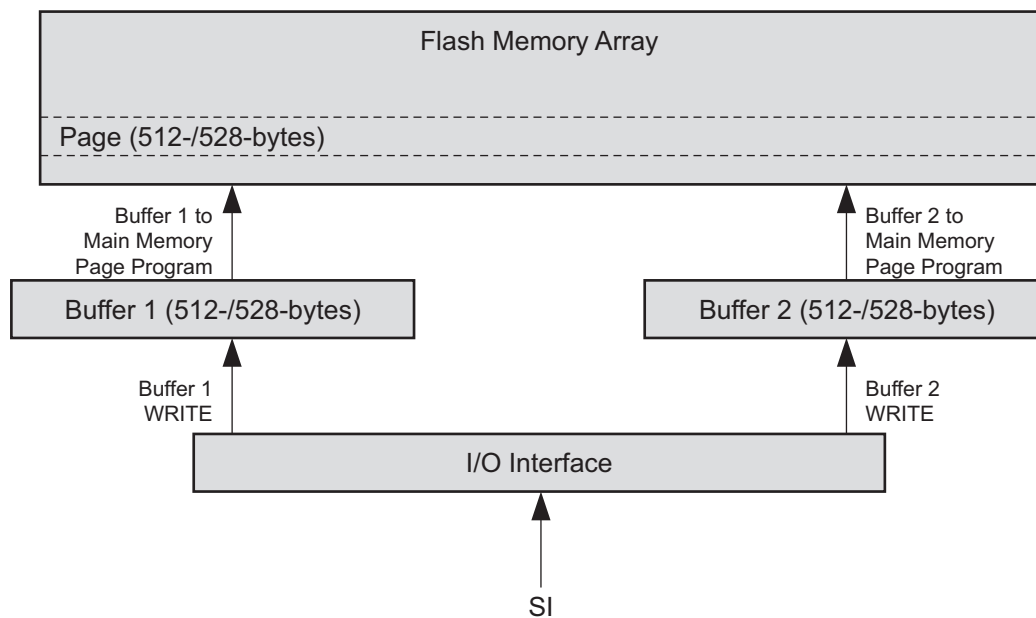 Flash Memory Array
Page (512-/528-bytes)
Buffer 1 to
Main Memory
Page Program
Buffer 2 to
Main Memory
Page Program
Buffer 1 (512-/528-bytes)
Buffer 2 (512-/528-bytes)
Buffer 1
WRITE
Buffer 2
WRITE
I/O Interface
SI